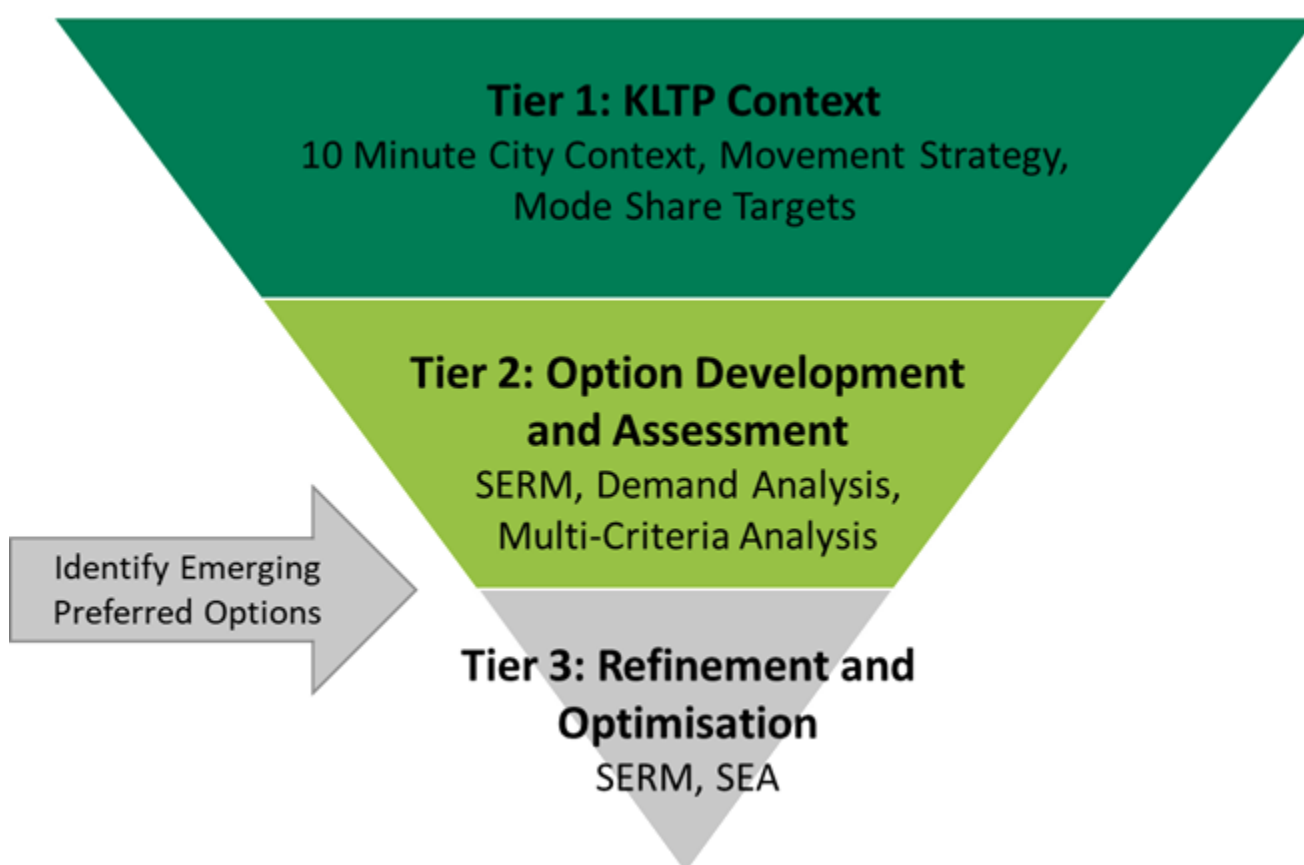 Tier 1: KLTP Context
10 Minute City Context, Movement Strategy,
Mode Share Targets
Tier 2: Option Development
and Assessment
SERM, Demand Analysis,
Multi-Criteria Analysis
Identify Emerging
Preferred Options
Tier 3: Refinement and
Optimisation
SERM, SEA